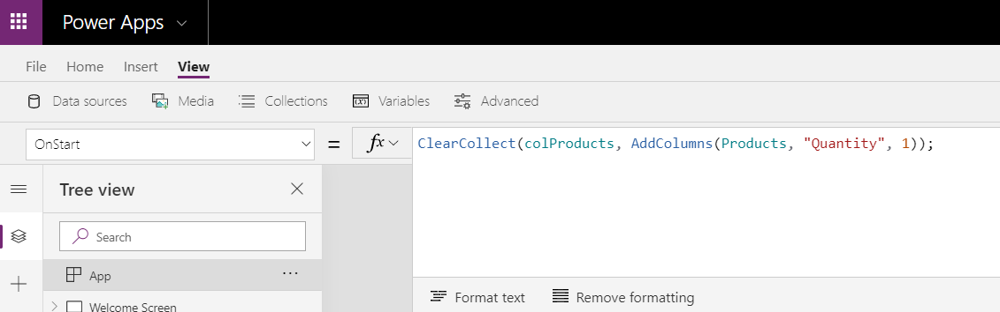 Power Apps
File Home Insert View
Data sources Media Collections Variables Advanced
OnStart = fx ClearCollect(colProducts, AddColumns(Products, "Quantity", 1));
Tree view
Search
App ...
Welcome Screen
Format text Remove formatting